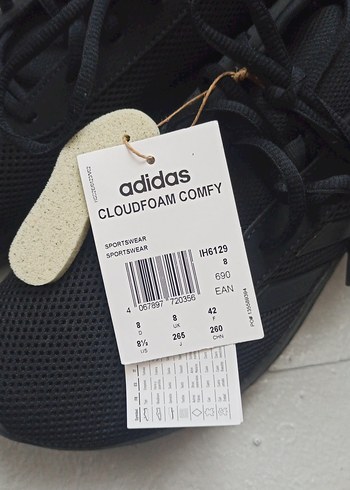 adidas
CLOUDFOAM COMFY
SPORTSWEAR
SPORTSWEAR
IH6129
8
690
EAN
4 067897 720356
8 8 42
D UK F
8½ 265 260
US J CHN